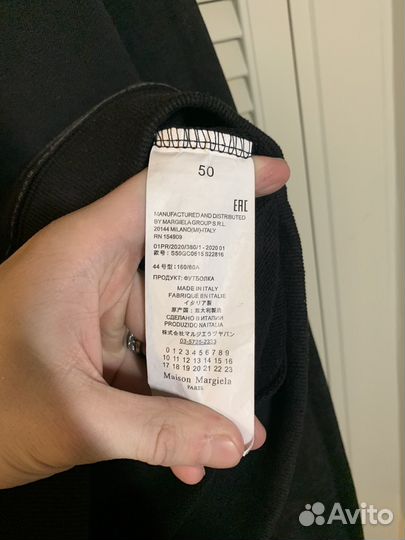 50
EAC
MANUFACTURED AND DISTRIBUTED
BY MARGIELA GROUP S.R.L.
20144 MILANO(MI)-ITALY
RN 154909
01PR/2020/380/1 - 2020 01
款号: S50GC0615 S22816
44 号型:160/80A
ПРОДУКТ: ФУТБОЛКА
MADE IN ITALY
FABRIQUÉ EN ITALIE
イタリア製
原产国: 意大利製造
СДЕЛАНО В ИТАЛИИ
PRODUZIDO NA ITALIA
株式会社マルジェラジャパン
03-5725-2333
0 1 2 3 4 5 6 7 8 9
10 11 12 13 14 15 16
17 18 19 20 21 22 23
Maison Margiela
PARIS
Avito